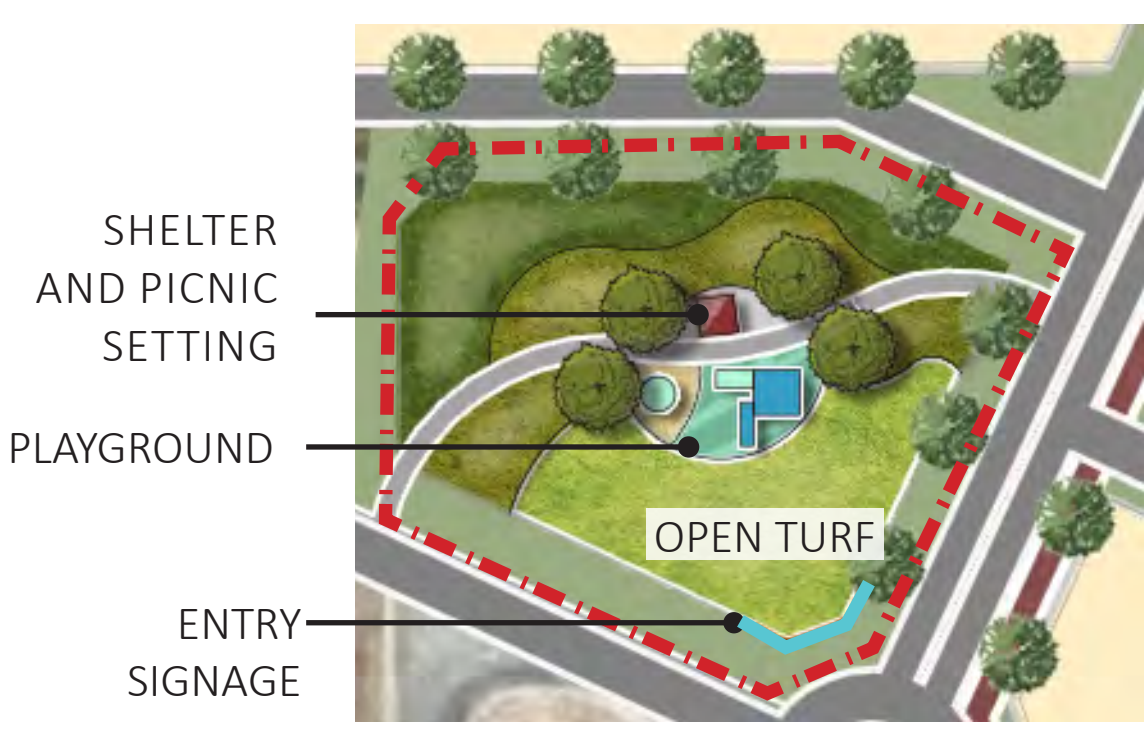 SHELTER
AND PICNIC
SETTING
PLAYGROUND
OPEN TURF
ENTRY
SIGNAGE